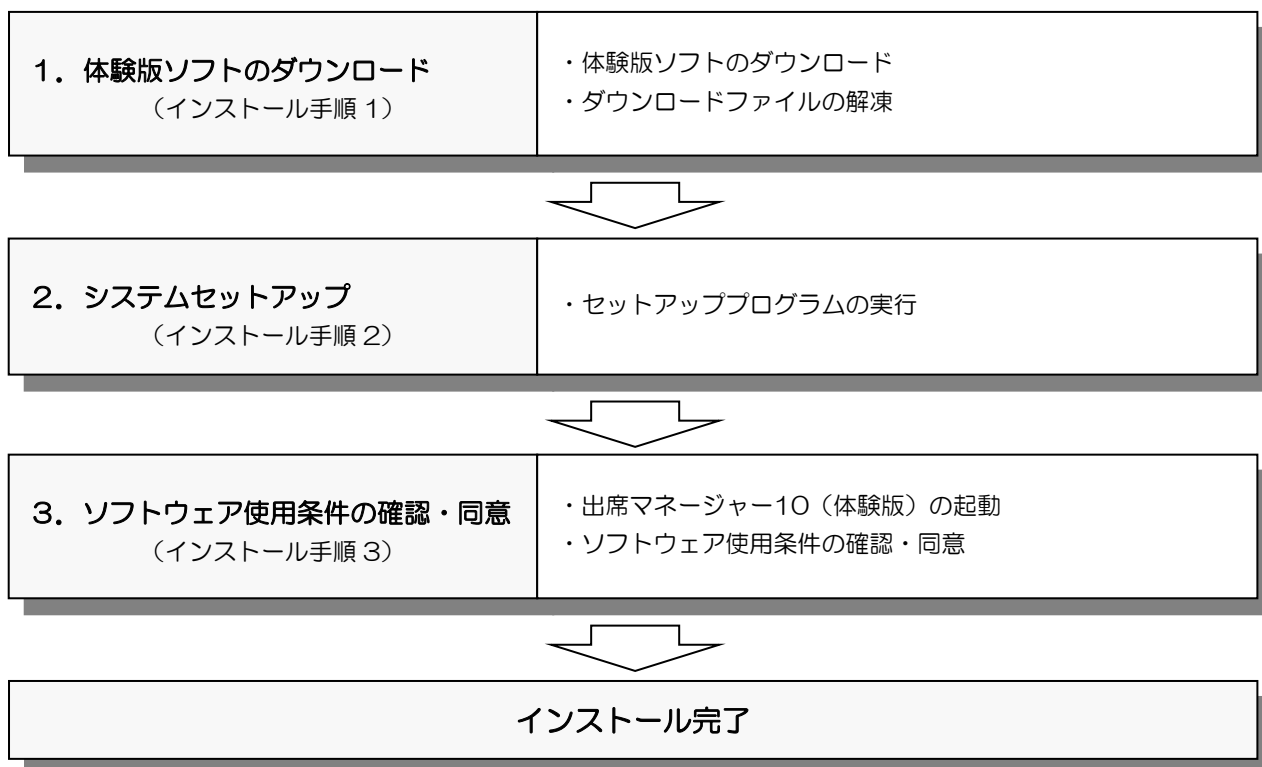 1．体験版ソフトのダウンロード
（インストール手順 1）
・体験版ソフトのダウンロード
・ダウンロードファイルの解凍
2．システムセットアップ
（インストール手順 2）
・セットアッププログラムの実行
3．ソフトウェア使用条件の確認・同意
（インストール手順 3）
・出席マネージャー10（体験版）の起動
・ソフトウェア使用条件の確認・同意
インストール完了